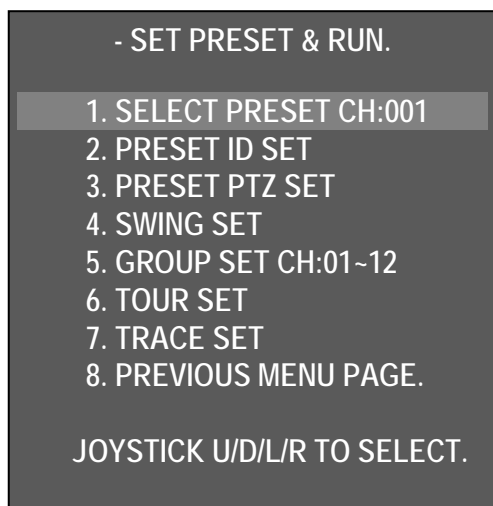 - SET PRESET & RUN.
1. SELECT PRESET CH:001
2. PRESET ID SET
3. PRESET PTZ SET
4. SWING SET
5. GROUP SET CH:01~12
6. TOUR SET
7. TRACE SET
8. PREVIOUS MENU PAGE.
JOYSTICK U/D/L/R TO SELECT.